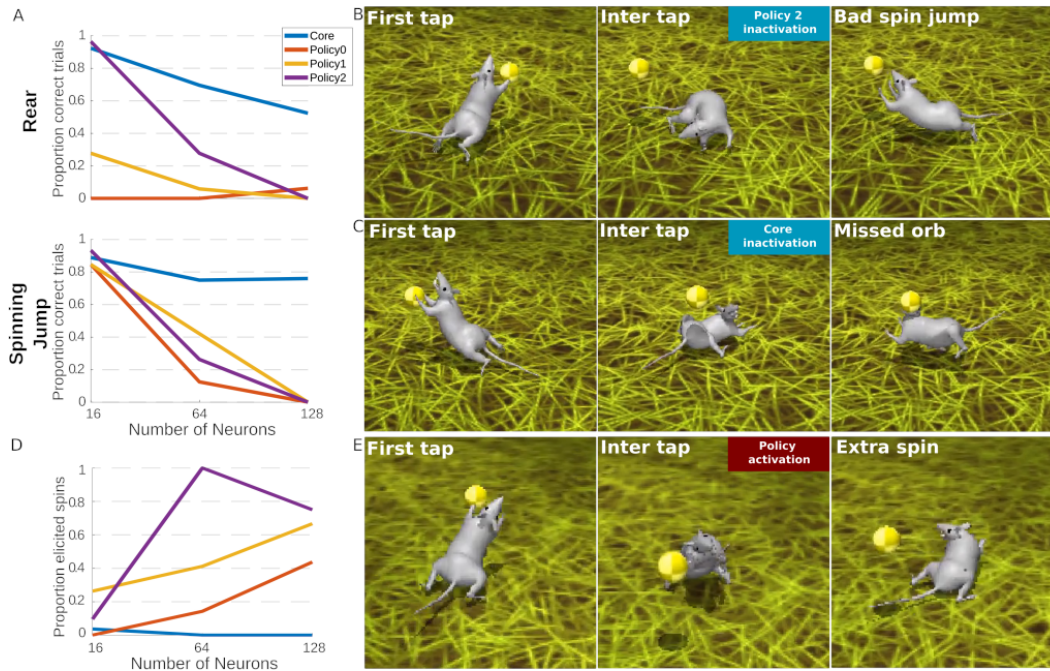 A
Rear
Proportion correct trials
1
0.8
0.6
0.4
0.2
0
16
64
128
Core
Policy0
Policy1
Policy2
Spinning
Jump
Proportion correct trials
1
0.8
0.6
0.4
0.2
0
16
64
128
Number of Neurons
B
First tap
Inter tap
Policy 2
inactivation
Bad spin jump
C
First tap
Inter tap
Core
inactivation
Missed orb
D
Proportion elicited spins
1
0.8
0.6
0.4
0.2
0
16
64
128
Number of Neurons
E
First tap
Inter tap
Policy
activation
Extra spin